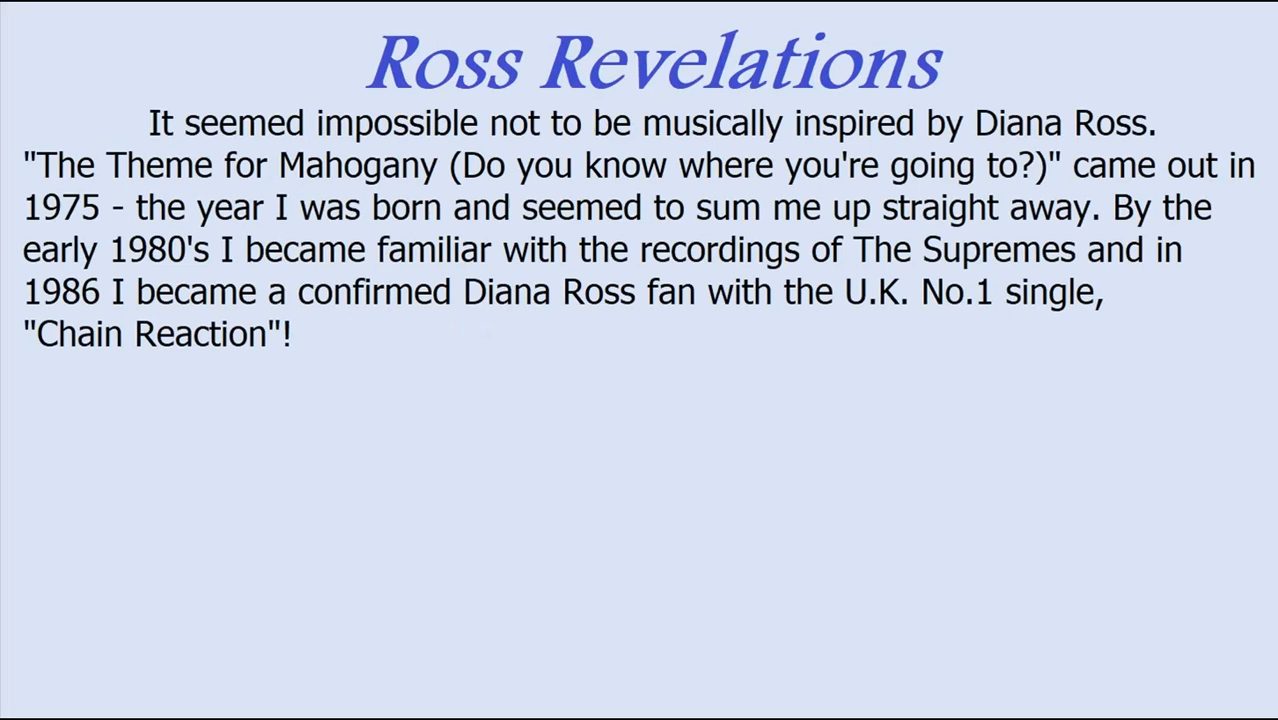 Ross Revelations
It seemed impossible not to be musically inspired by Diana Ross.
"The Theme for Mahogany (Do you know where you're going to?)" came out in
1975 - the year I was born and seemed to sum me up straight away. By the
early 1980's I became familiar with the recordings of The Supremes and in
1986 I became a confirmed Diana Ross fan with the U.K. No.1 single,
"Chain Reaction"!